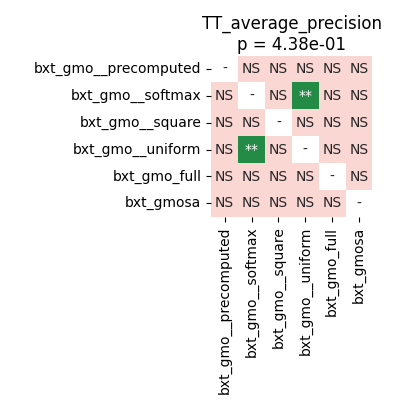 TT_average_precision
p = 4.38e-01
bxt_gmo__precomputed - NS NS NS NS NS
bxt_gmo__softmax NS - NS ** NS NS
bxt_gmo__square NS NS - NS NS NS
bxt_gmo__uniform NS ** NS - NS NS
bxt_gmo_full NS NS NS NS - NS
bxt_gmosa NS NS NS NS NS -
bxt_gmo__precomputed
bxt_gmo__softmax
bxt_gmo__square
bxt_gmo__uniform
bxt_gmo_full
bxt_gmosa